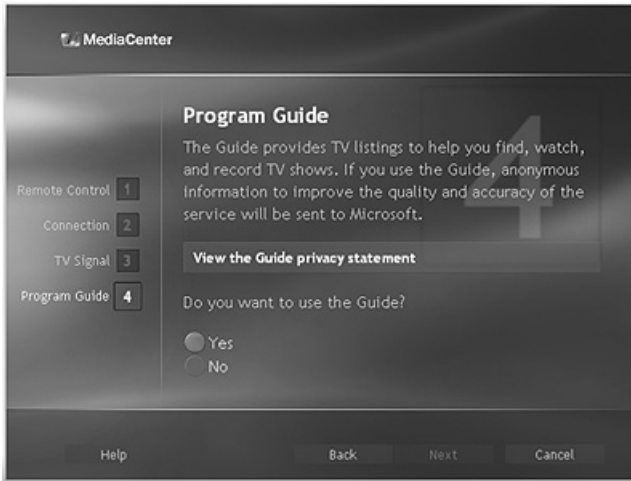 MediaCenter
Remote Control 1
Connection 2
TV Signal 3
Program Guide 4
4
Program Guide
The Guide provides TV listings to help you find, watch,
and record TV shows. If you use the Guide, anonymous
information to improve the quality and accuracy of the
service will be sent to Microsoft.
View the Guide privacy statement
Do you want to use the Guide?
Yes
No
Help
Back
Next
Cancel